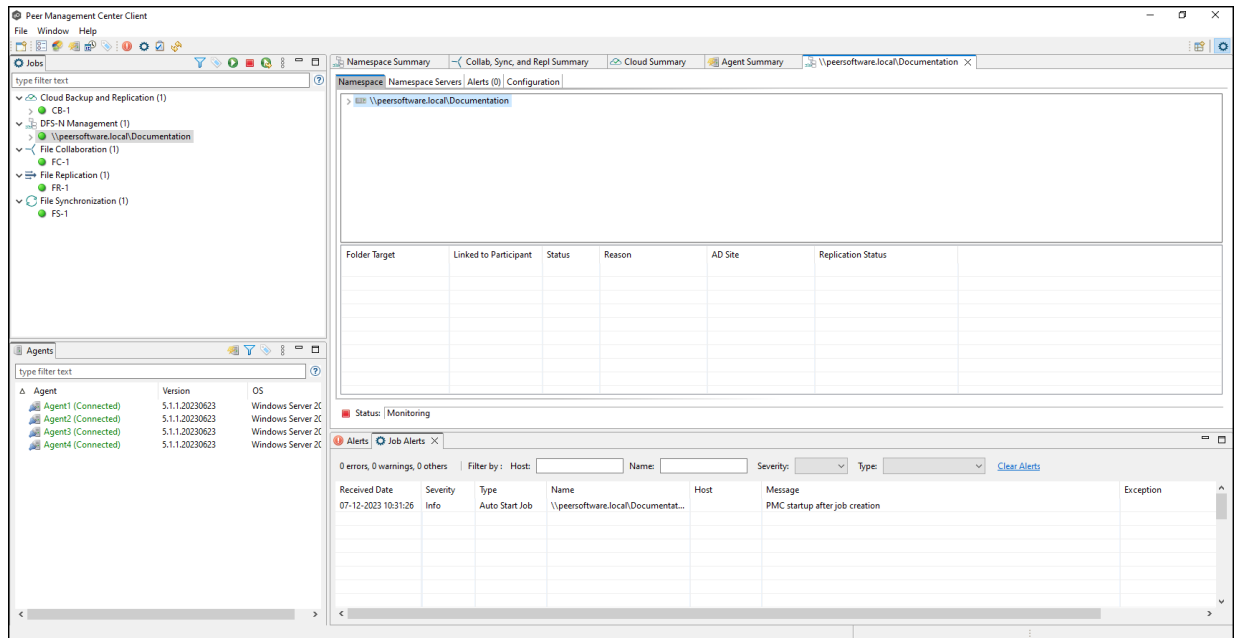 Peer Management Center Client
File Window Help
Jobs
type filter text
Cloud Backup and Replication (1)
CB-1
DFS-N Management (1)
\\peersoftware.local\Documentation
File Collaboration (1)
FC-1
File Replication (1)
FR-1
File Synchronization (1)
FS-1
Agents
type filter text
Agent Version OS
Agent1 (Connected) 5.1.1.20230623 Windows Server 20
Agent2 (Connected) 5.1.1.20230623 Windows Server 20
Agent3 (Connected) 5.1.1.20230623 Windows Server 20
Agent4 (Connected) 5.1.1.20230623 Windows Server 20
Namespace Summary Collab, Sync, and Repl Summary Cloud Summary Agent Summary \\peersoftware.local\Documentation
Namespace Namespace Servers Alerts (0) Configuration
\\peersoftware.local\Documentation
Folder Target Linked to Participant Status Reason AD Site Replication Status
Status: Monitoring
Alerts Job Alerts
0 errors, 0 warnings, 0 others Filter by : Host: Name: Severity: Type: Clear Alerts
Received Date Severity Type Name Host Message Exception
07-12-2023 10:31:26 Info Auto Start Job \\peersoftware.local\Documentat... PMC startup after job creation